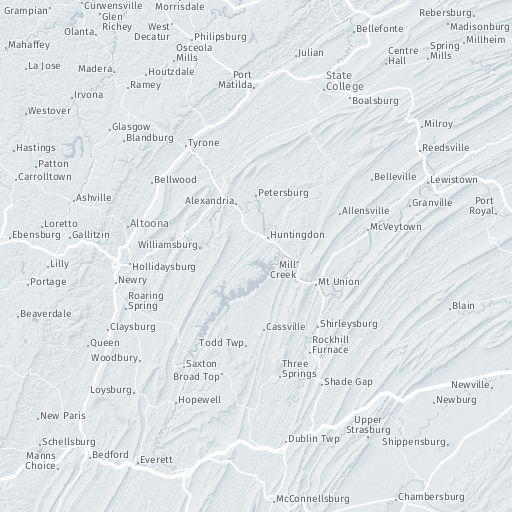 Grampian
Curwensville
Morrisdale
Rebersburg
Glen
Richey
West
Decatur
Philipsburg
Bellefonte
Madisonburg
Olanta
Millheim
Mahaffey
Osceola
Mills
Julian
Centre
Hall
Spring
Mills
La Jose
Madera
Houtzdale
Port
Matilda
State
College
Ramey
Irvona
Boalsburg
Westover
Glasgow
Milroy
Blandburg
Tyrone
Hastings
Reedsville
Patton
Carrolltown
Bellwood
Belleville
Lewistown
Ashville
Alexandria
Petersburg
Granville
Port
Royal
Allensville
Loretto
Altoona
McVeytown
Ebensburg
Gallitzin
Williamsburg
Huntingdon
Lilly
Hollidaysburg
Mill
Creek
Portage
Newry
Mt Union
Roaring
Spring
Blain
Beaverdale
Claysburg
Cassville
Shirleysburg
Queen
Todd Twp
Rockhill
Furnace
Woodbury
Saxton
Three
Springs
Broad Top
Shade Gap
Newville
Loysburg
Hopewell
Newburg
New Paris
Upper
Strasburg
Schellsburg
Dublin Twp
Shippensburg
Manns
Choice
Bedford
Everett
McConnellsburg
Chambersburg